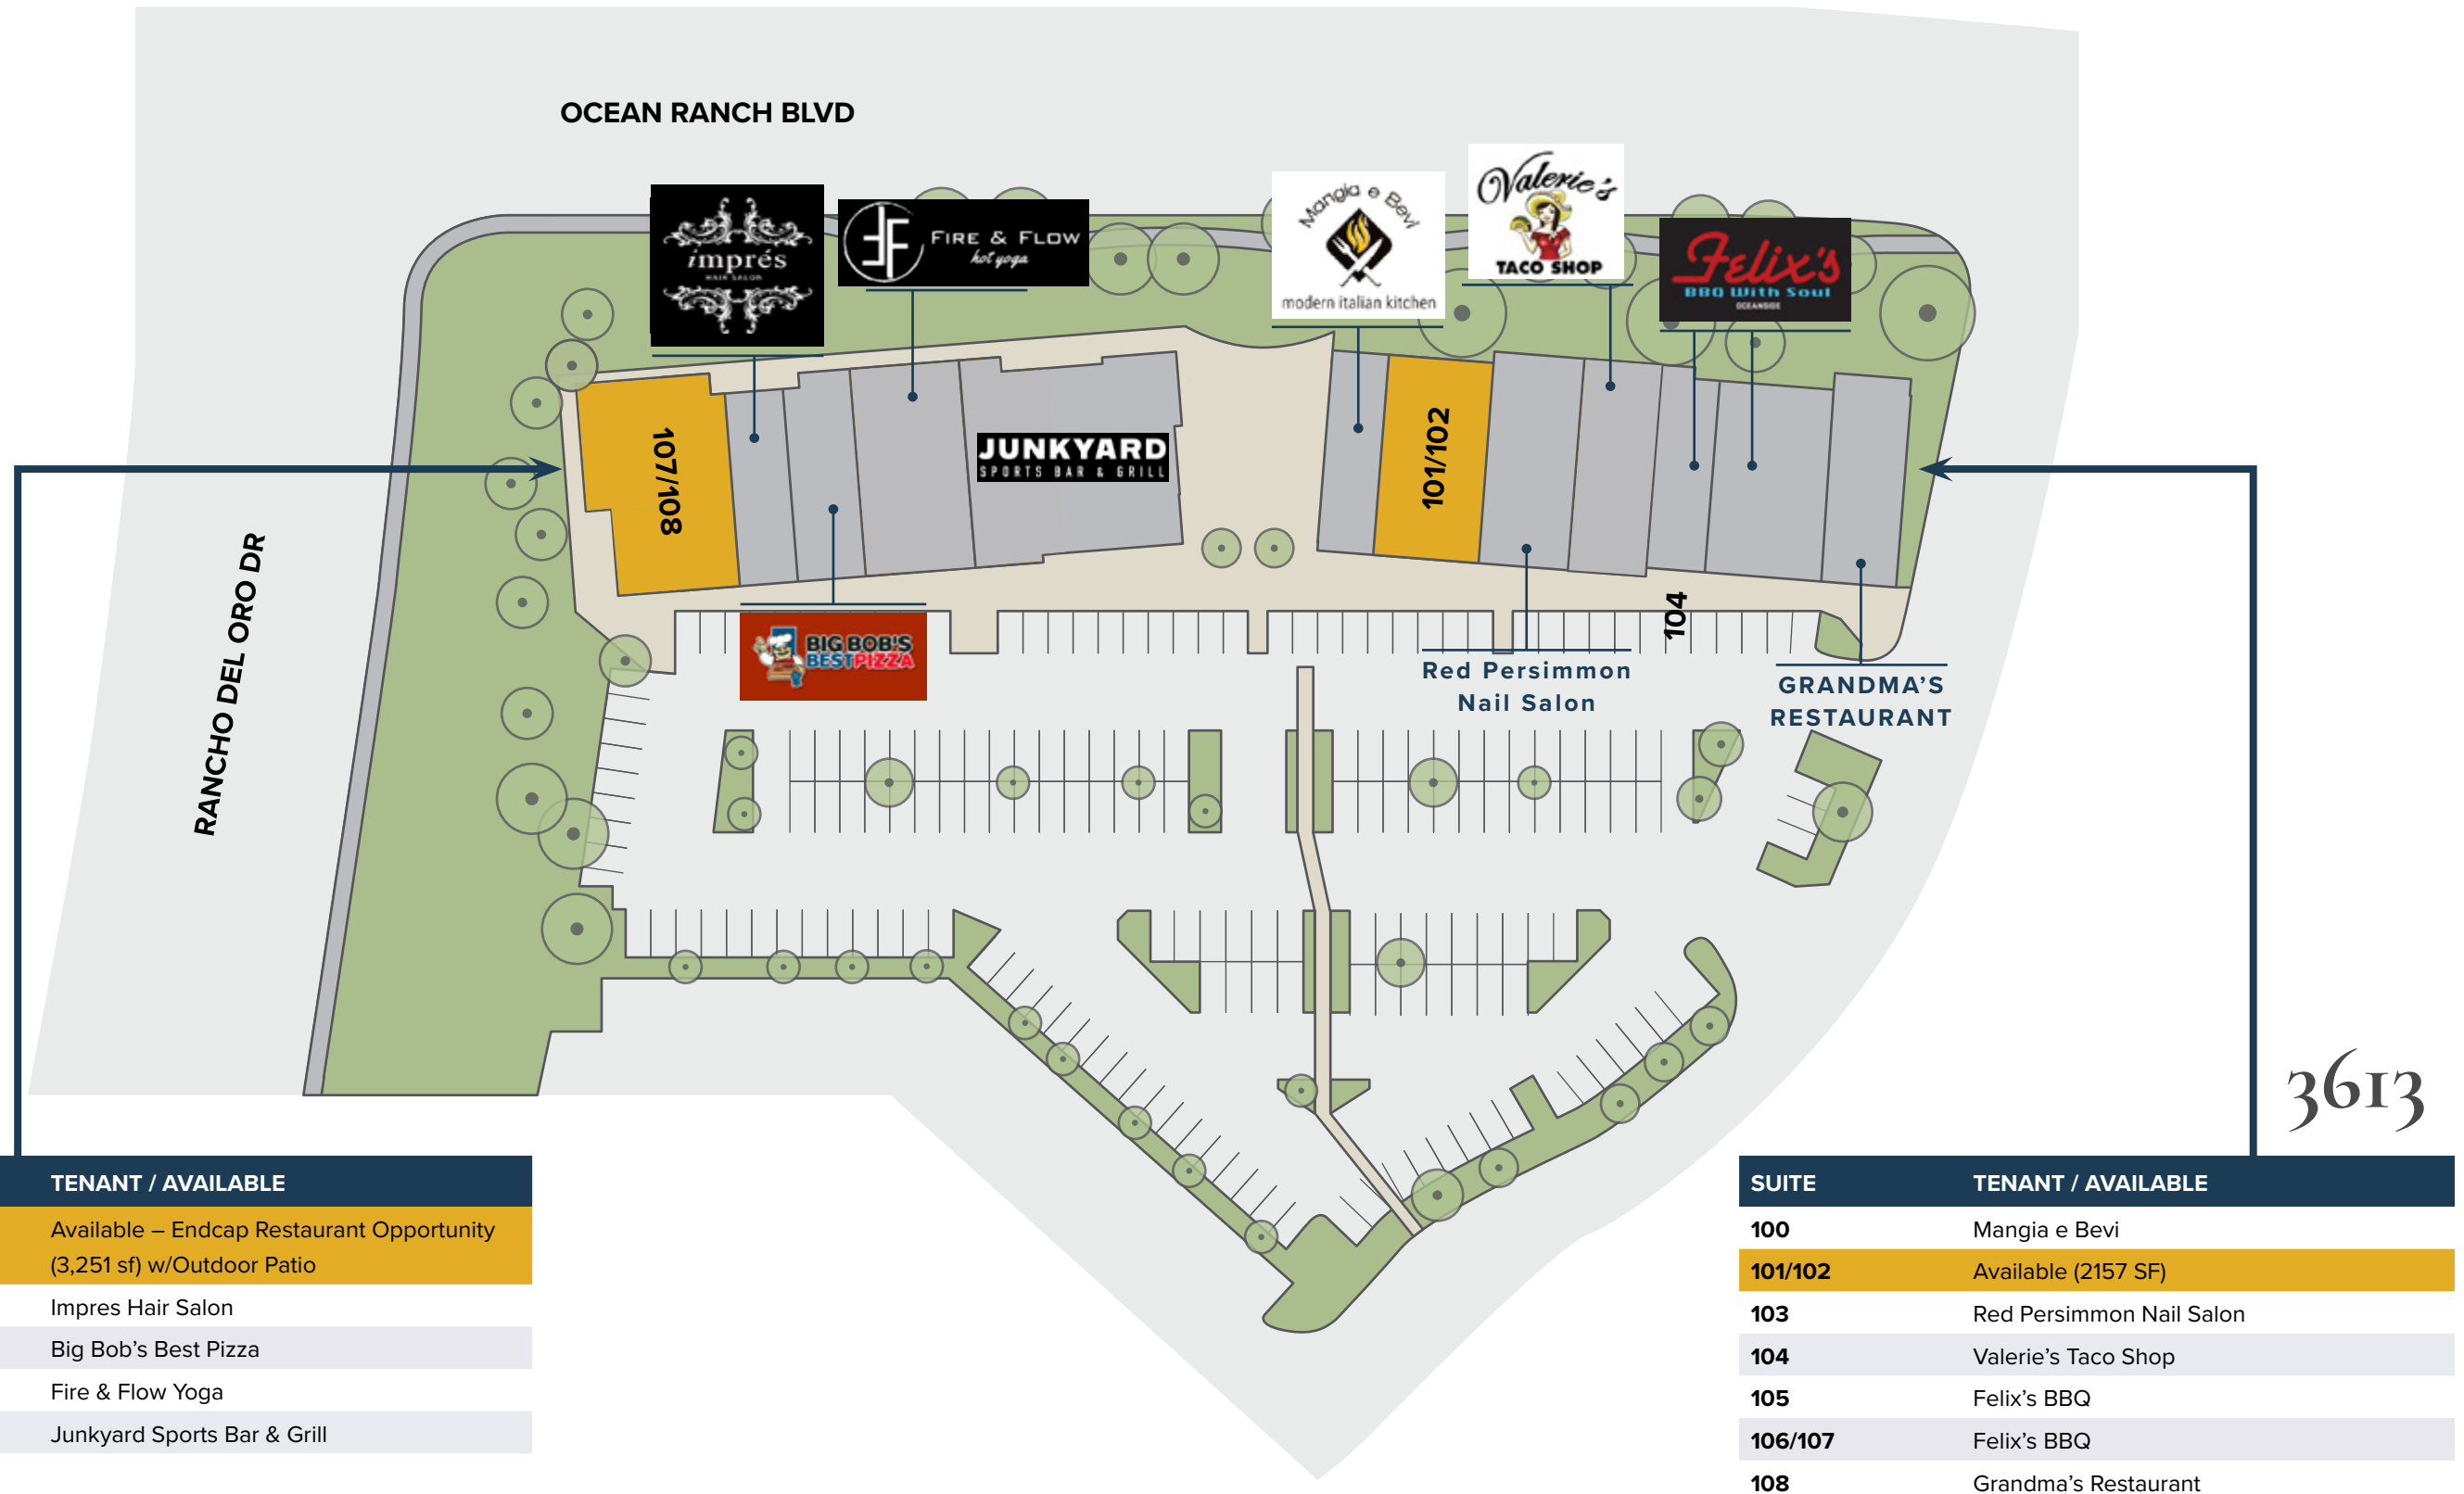 OCEAN RANCH BLVD
imprés
HAIR SALON
FF
FIRE & FLOW
hot yoga
Mangia e Bevi
modern italian kitchen
Valerie's
TACO SHOP
Felix's
BBQ With Soul
OCEANSIDE
107/108
JUNKYARD
SPORTS BAR & GRILL
101/102
RANCHO DEL ORO DR
104
BIG BOB'S
BEST PIZZA
Red Persimmon
Nail Salon
GRANDMA'S
RESTAURANT
3613
TENANT / AVAILABLE
Available – Endcap Restaurant Opportunity
(3,251 sf) w/Outdoor Patio
Impres Hair Salon
Big Bob's Best Pizza
Fire & Flow Yoga
Junkyard Sports Bar & Grill
SUITE TENANT / AVAILABLE
100 Mangia e Bevi
101/102 Available (2157 SF)
103 Red Persimmon Nail Salon
104 Valerie's Taco Shop
105 Felix's BBQ
106/107 Felix's BBQ
108 Grandma's Restaurant